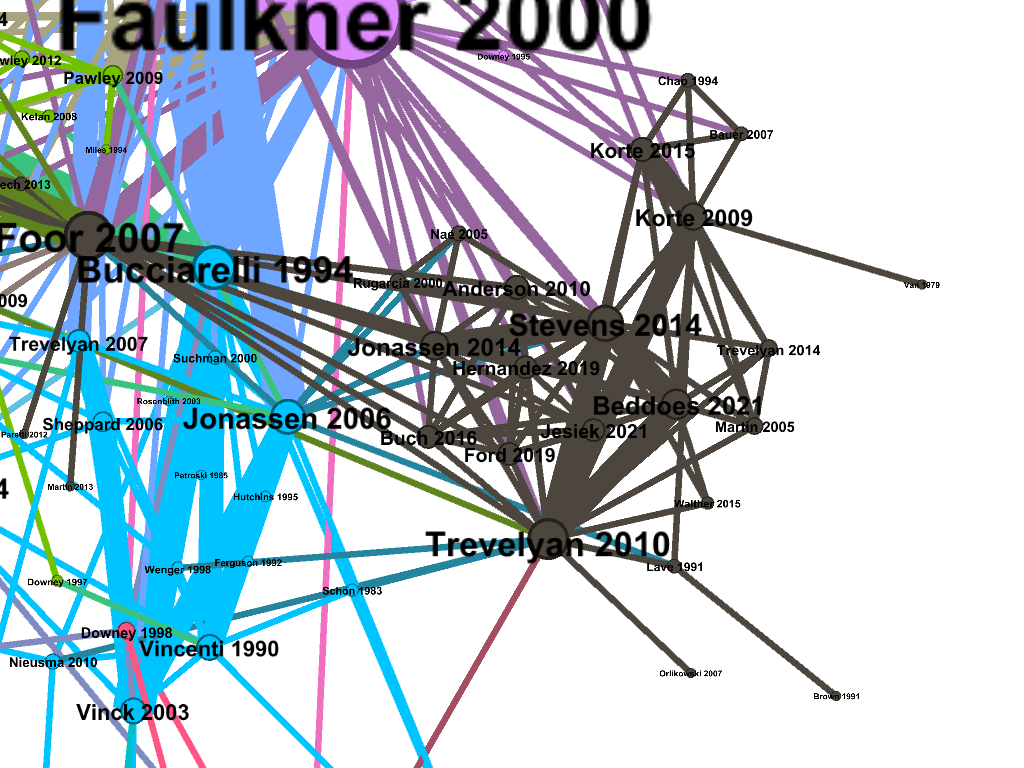 Faulkner 2000
4
wley 2012
Downey 1995
Pawley 2009
Chao 1994
Kelan 2008
Bauer 2007
Miles 1994
Korte 2015
ech 2013
Korte 2009
Foor 2007
Nae 2005
Bucciarelli 1994
Rugarcia 2000
Anderson 2010
Van 1979
009
Stevens 2014
Trevelyan 2007
Jonassen 2014
Trevelyan 2014
Suchman 2000
Hernandez 2019
Rosenblith 2003
Beddoes 2021
Sheppard 2006
Jonassen 2006
Martin 2005
Paretti 2012
Buch 2016
Jesiek 2021
Ford 2019
Petroski 1985
Martin 2013
4
Hutchins 1995
Walther 2015
Trevelyan 2010
Ferguson 1992
Wenger 1998
Lave 1991
Downey 1997
Schön 1983
Downey 1998
Vincenti 1990
Nieusma 2010
Orlikowski 2007
Brown 1991
Vinck 2003